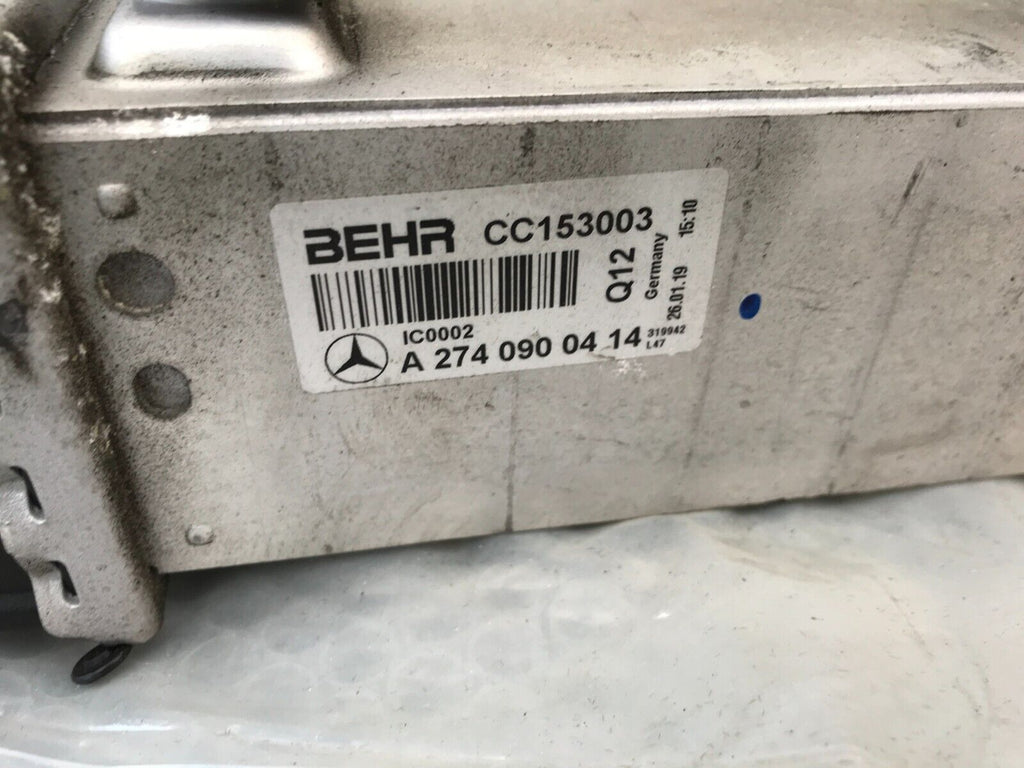 BEHR CC153003
Q12
Germany
26.01.19 15:10
IC0002
A 274 090 04 14
319942
L47